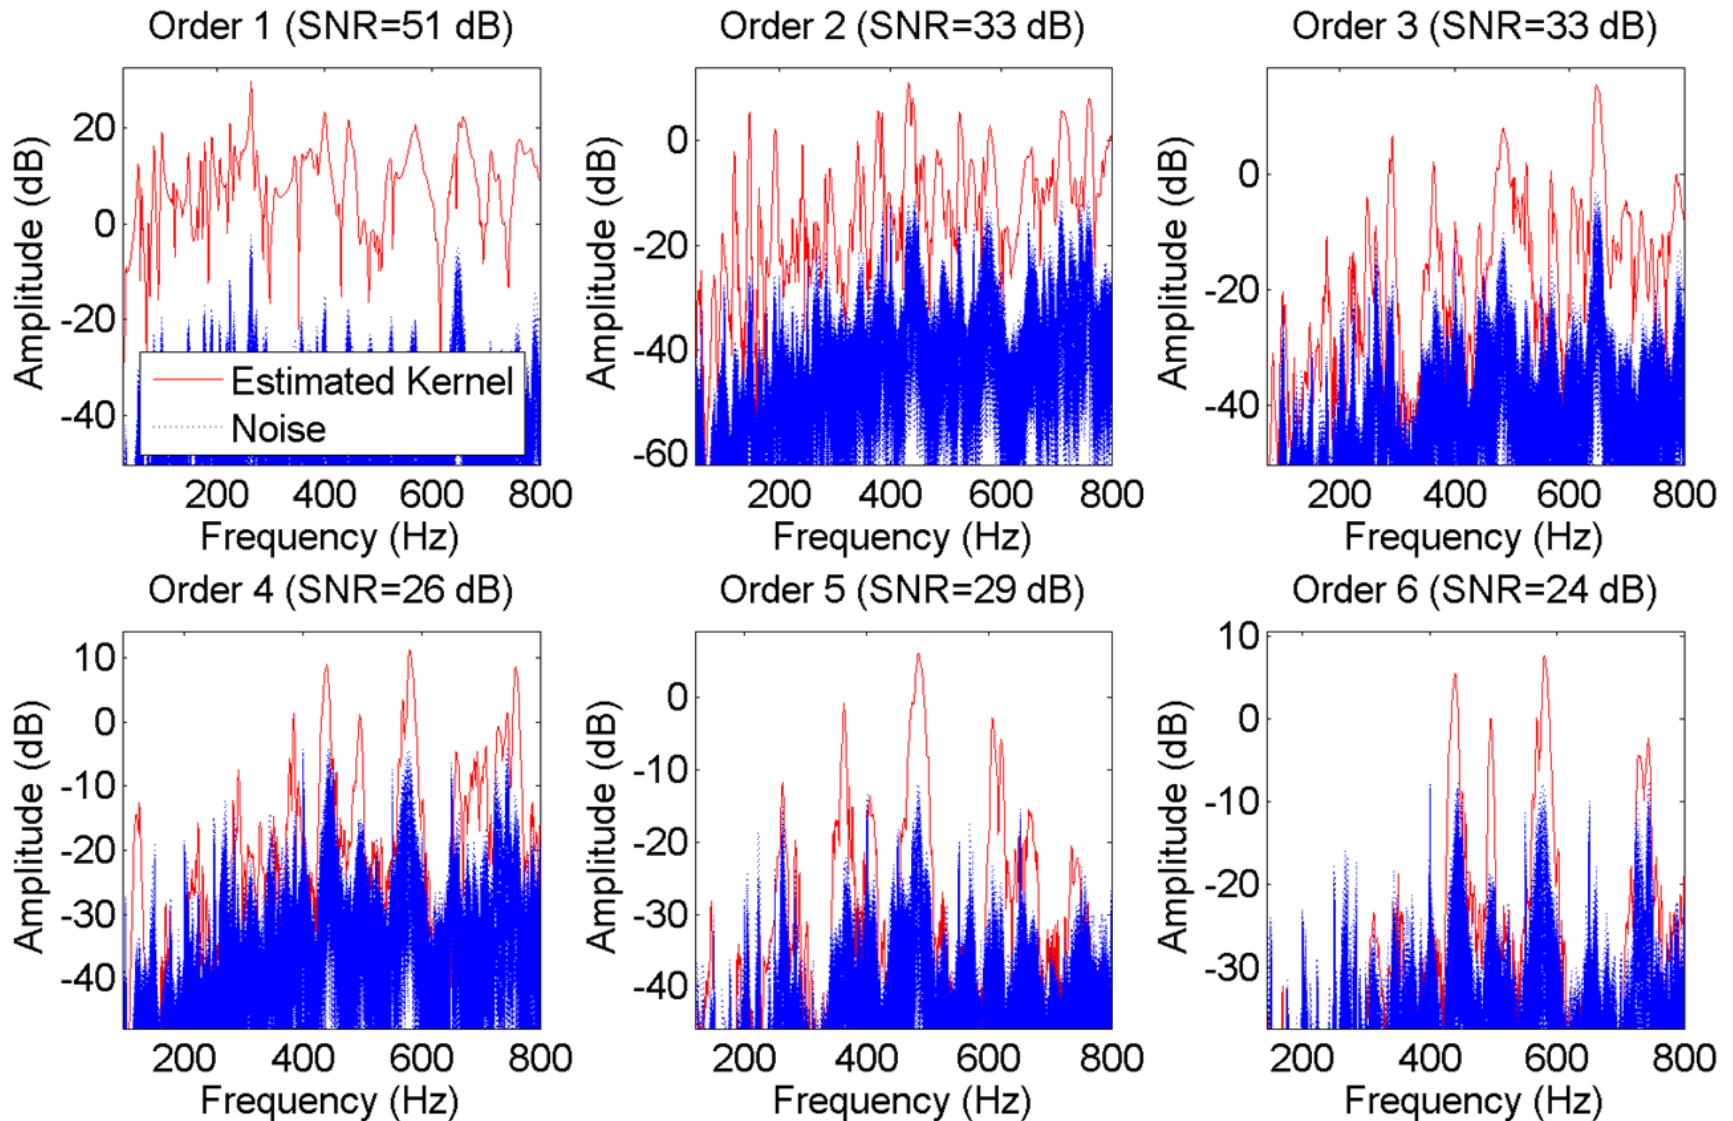 Order 1 (SNR=51 dB)
Order 2 (SNR=33 dB)
Order 3 (SNR=33 dB)
Amplitude (dB)
20
0
-20
-40
Estimated Kernel
Noise
200 400 600 800
Frequency (Hz)
Amplitude (dB)
0
-20
-40
-60
200 400 600 800
Frequency (Hz)
Amplitude (dB)
0
-20
-40
200 400 600 800
Frequency (Hz)
Order 4 (SNR=26 dB)
Order 5 (SNR=29 dB)
Order 6 (SNR=24 dB)
Amplitude (dB)
10
0
-10
-20
-30
-40
200 400 600 800
Frequency (Hz)
Amplitude (dB)
0
-10
-20
-30
-40
200 400 600 800
Frequency (Hz)
Amplitude (dB)
10
0
-10
-20
-30
200 400 600 800
Frequency (Hz)